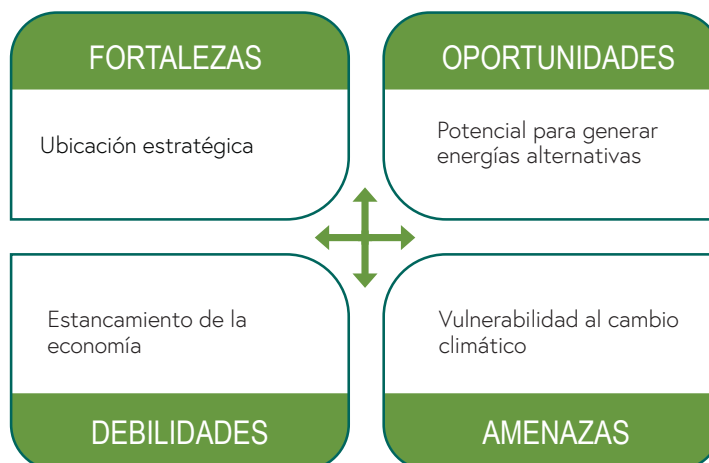 FORTALEZAS
Ubicación estratégica
OPORTUNIDADES
Potencial para generar
energías alternativas
Estancamiento de la
economía
DEBILIDADES
Vulnerabilidad al cambio
climático
AMENAZAS